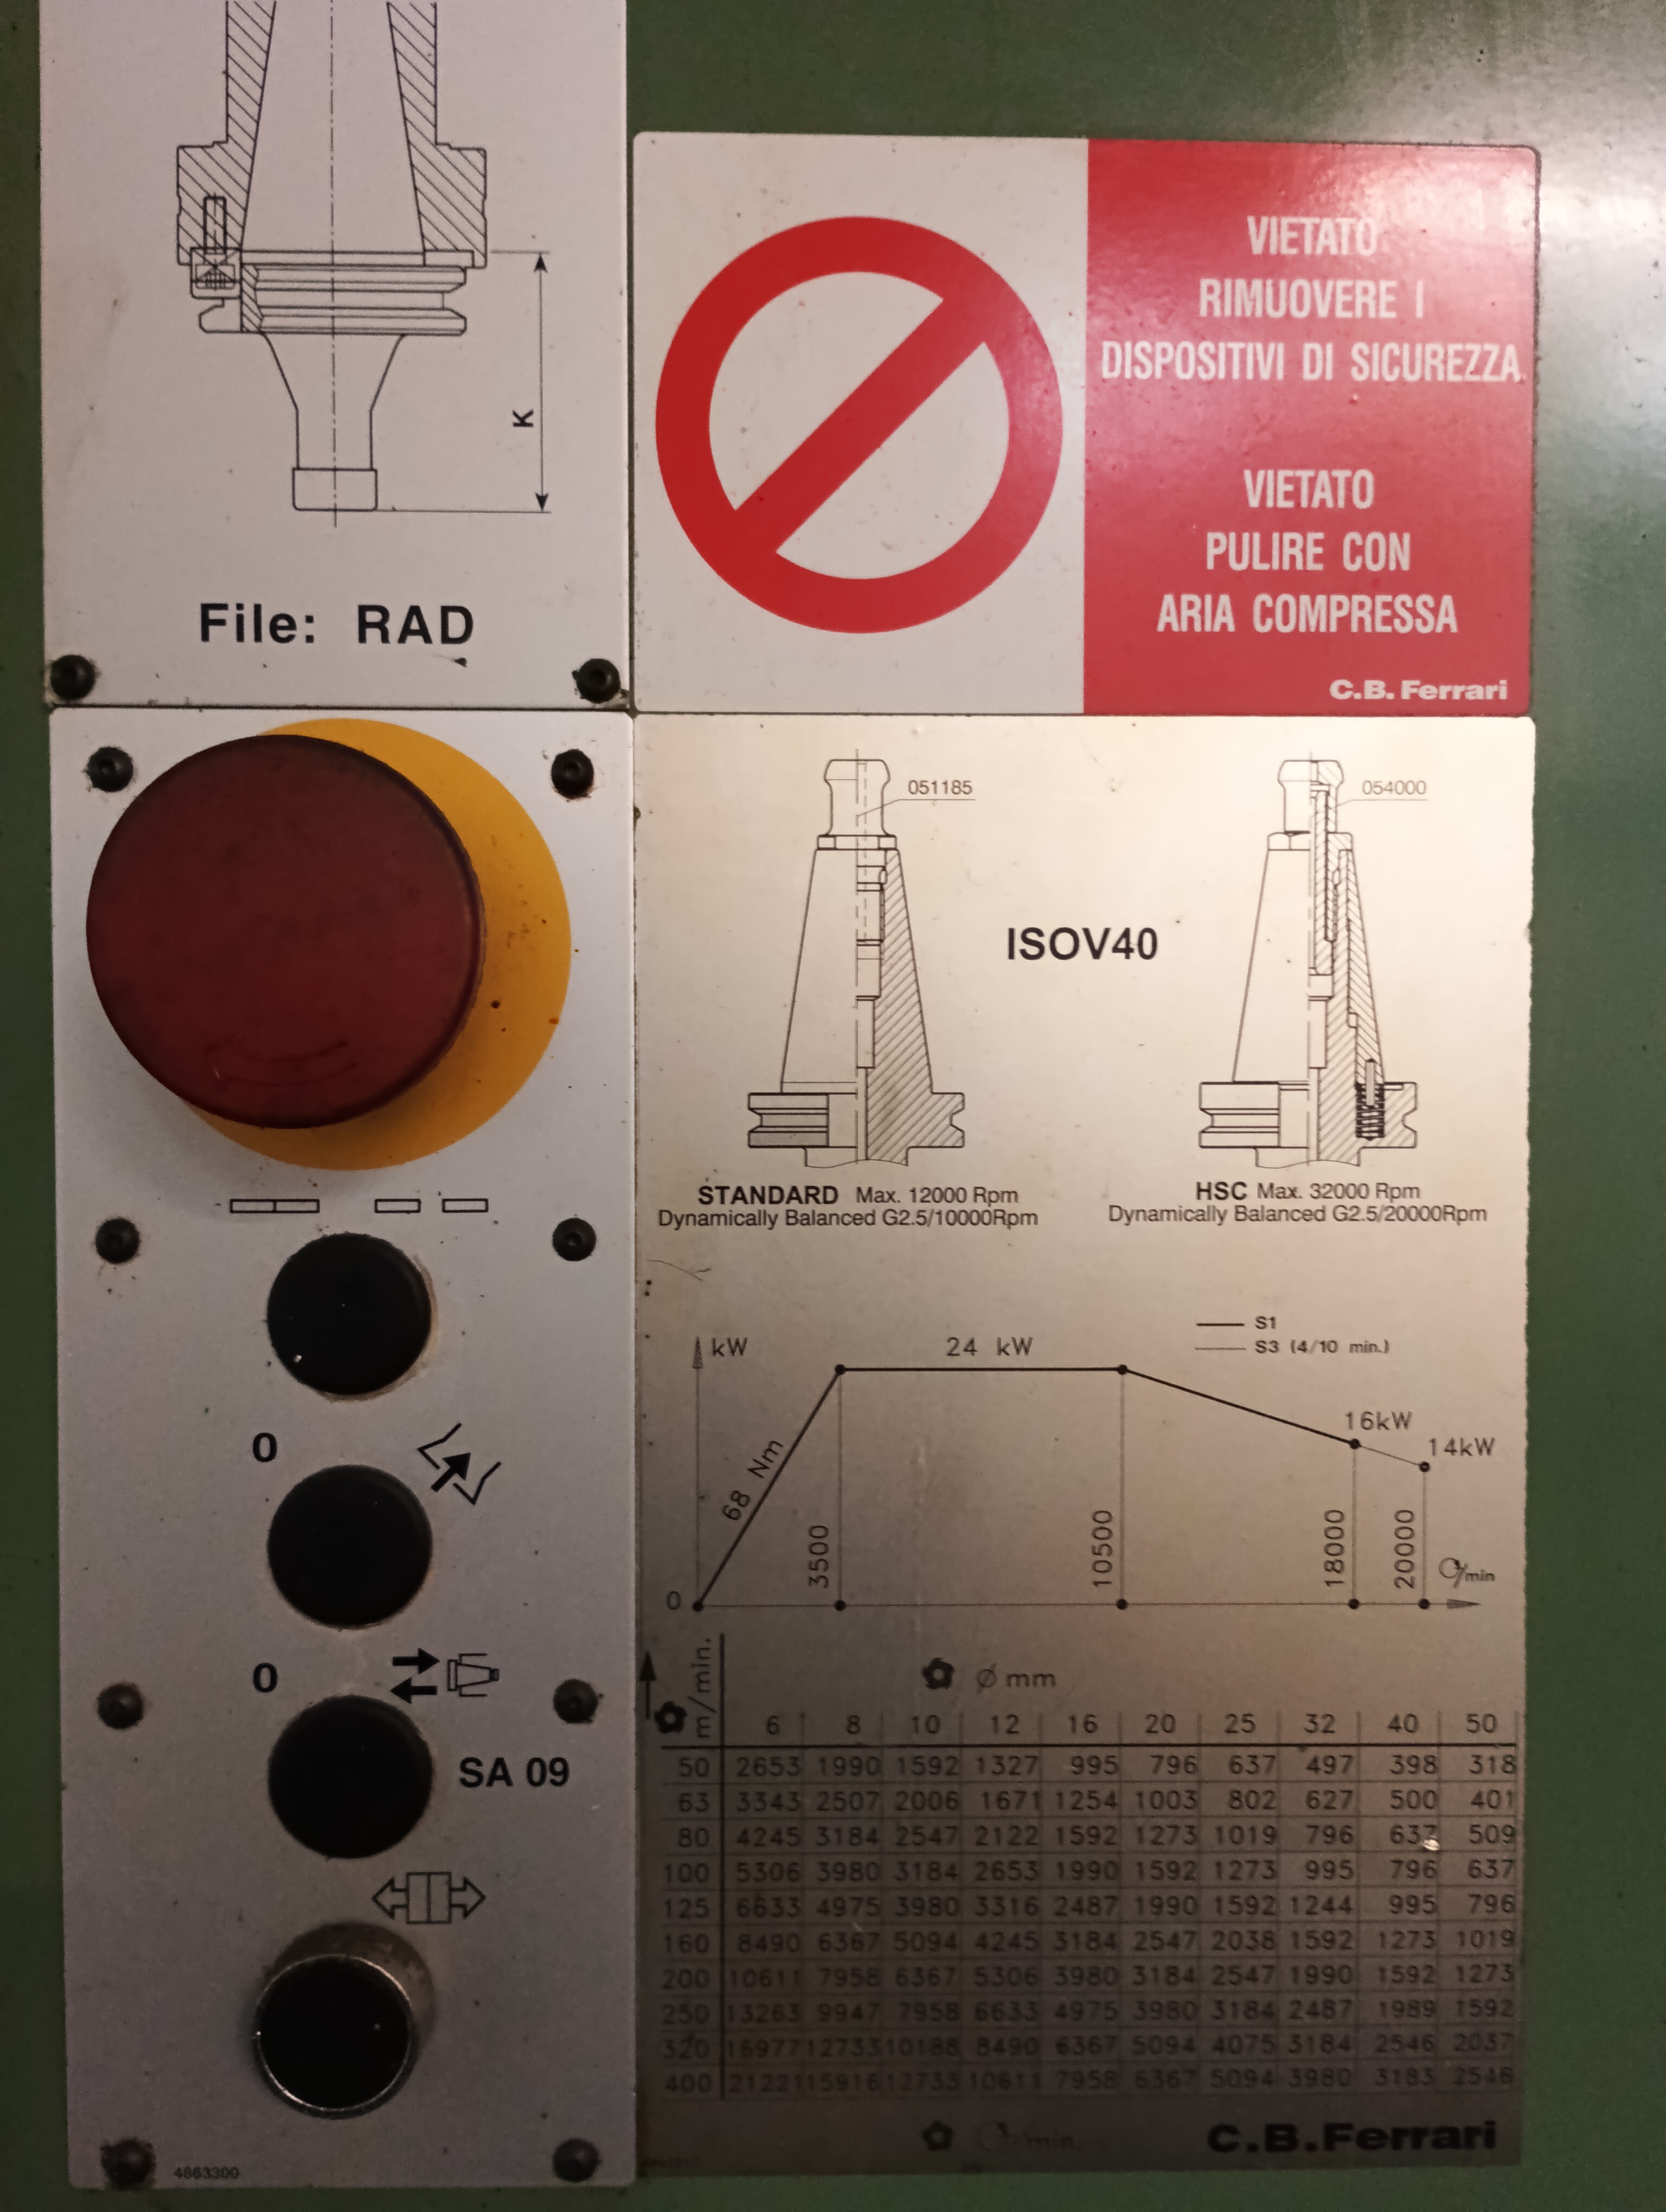 K
File: RAD
VIETATO
RIMUOVERE I
DISPOSITIVI DI SICUREZZA
VIETATO
PULIRE CON
ARIA COMPRESSA
C.B. Ferrari
0
0
SA 09
4863300
051185
054000
ISOV40
STANDARD Max. 12000 Rpm
Dynamically Balanced G2.5/10000Rpm
HSC Max. 32000 Rpm
Dynamically Balanced G2.5/20000Rpm
S1
S3 (4/10 min.)
kW
24 kW
16kW
14kW
68 Nm
3500
10500
18000
20000
/min
0
m/min.
Ø mm
6 8 10 12 16 20 25 32 40 50
50 2653 1990 1592 1327 995 796 637 497 398 318
63 3343 2507 2006 1671 1254 1003 802 627 500 401
80 4245 3184 2547 2122 1592 1273 1019 796 637 509
100 5306 3980 3184 2653 1990 1592 1273 995 796 637
125 6633 4975 3980 3316 2487 1990 1592 1244 995 796
160 8490 6367 5094 4245 3184 2547 2038 1592 1273 1019
200 10611 7958 6367 5306 3980 3184 2547 1990 1592 1273
250 13263 9947 7958 6633 4975 3980 3184 2487 1989 1592
320 16977 12733 10188 8490 6367 5094 4075 3184 2546 2037
400 21221 15916 12733 10611 7958 6367 5094 3980 3183 2546
/min.
C.B.Ferrari